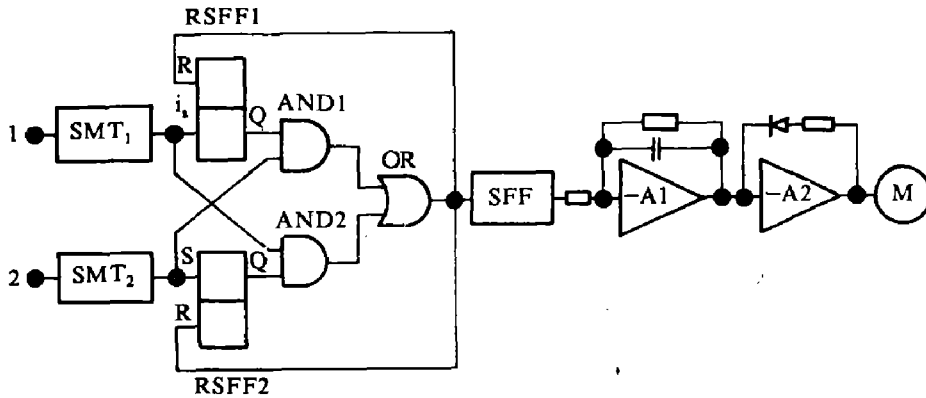 RSFF1
R
AND1
1
SMT₁
i₁
Q
OR
SFF
-A1
-A2
M
AND2
2
SMT₂
S
Q
R
RSFF2